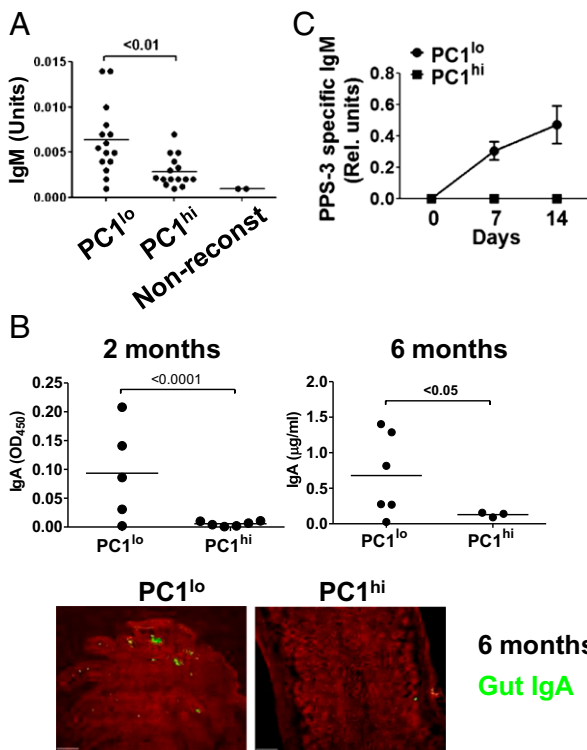 A
<0.01
IgM (Units)
0.015
0.010
0.005
0.000
PC1lo
PC1hi
Non-reconst
C
PC1lo
PC1hi
PPS-3 specific IgM
(Rel. units)
0.8
0.6
0.4
0.2
0.0
0 7 14
Days
B
2 months
<0.0001
IgA (OD450)
0.25
0.20
0.15
0.10
0.05
0.00
PC1lo PC1hi
6 months
<0.05
IgA (µg/ml)
1.5
1.0
0.5
0.0
PC1lo PC1hi
PC1lo PC1hi
6 months
Gut IgA